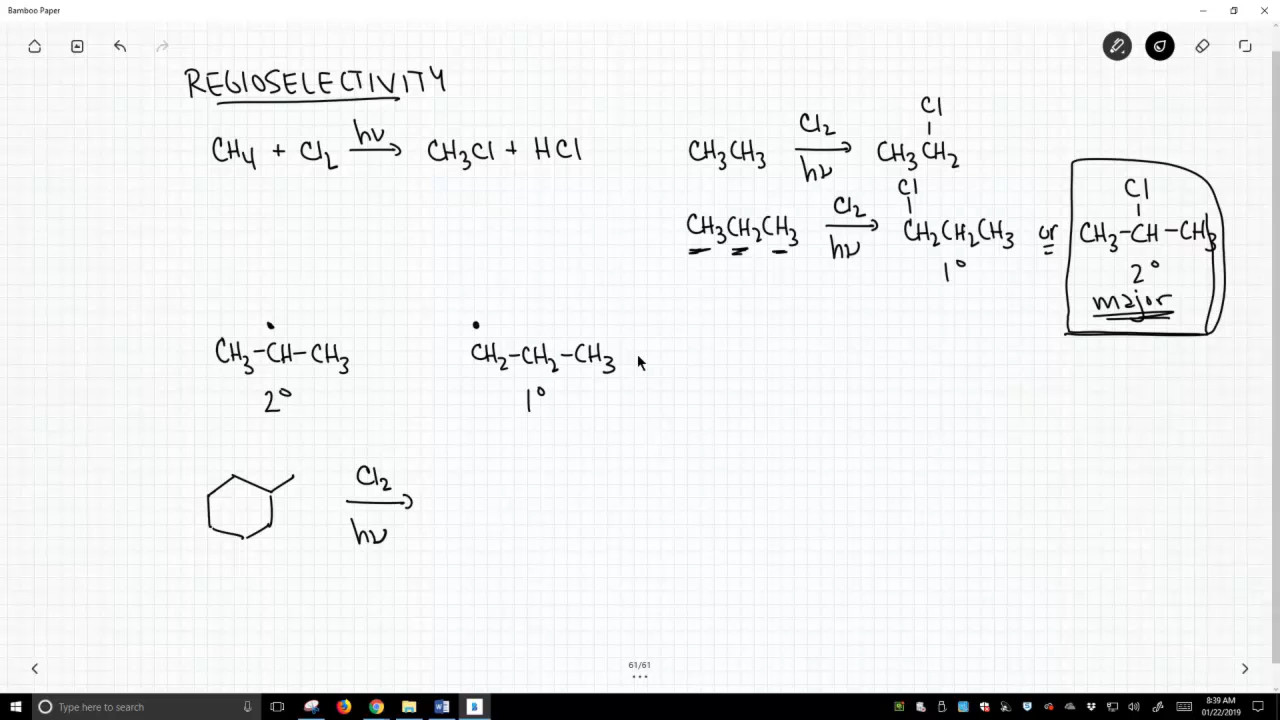 Bamboo Paper
REGIOSELECTIVITY
CH4 + Cl2 hν → CH3Cl + HCl
CH3CH3 Cl2 hν → CH3CH2 Cl
CH3CH2CH3 Cl2 hν → Cl CH2CH2CH3 or Cl CH3-CH-CH3
1° 2°
major
CH3-CH-CH3 CH2-CH2-CH3
2° 1°
Cl2
hν
61/61
Type here to search
8:39 AM
01/22/2019